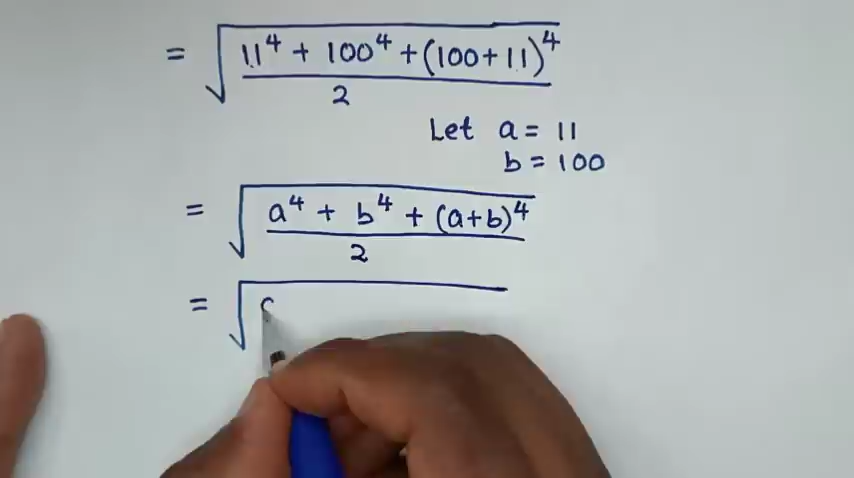 = √(11⁴ + 100⁴ + (100+11)⁴ / 2)
Let a = 11
b = 100
= √(a⁴ + b⁴ + (a+b)⁴ / 2)
= √